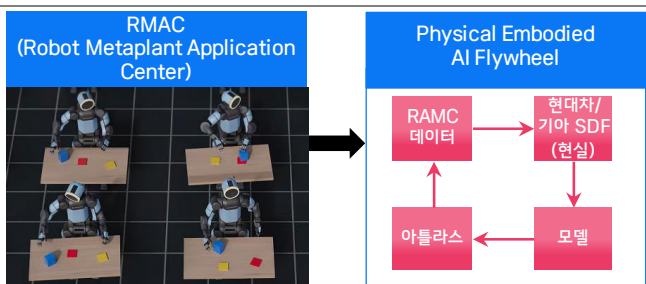 RMAC
(Robot Metaplant Application
Center)
Physical Embodied
AI Flywheel
RAMC
데이터
현대차/
기아 SDF
(현실)
아틀라스
모델